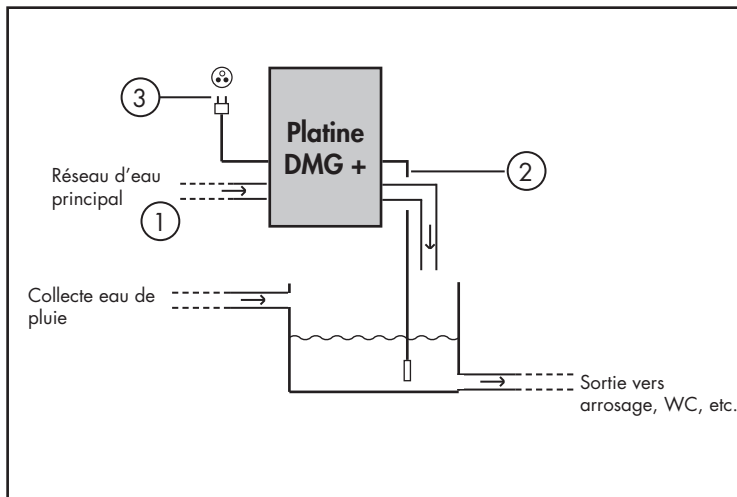 3
Platine
DMG +
2
Réseau d'eau
principal
1
Collecte eau de
pluie
Sortie vers
arrosage, WC, etc.